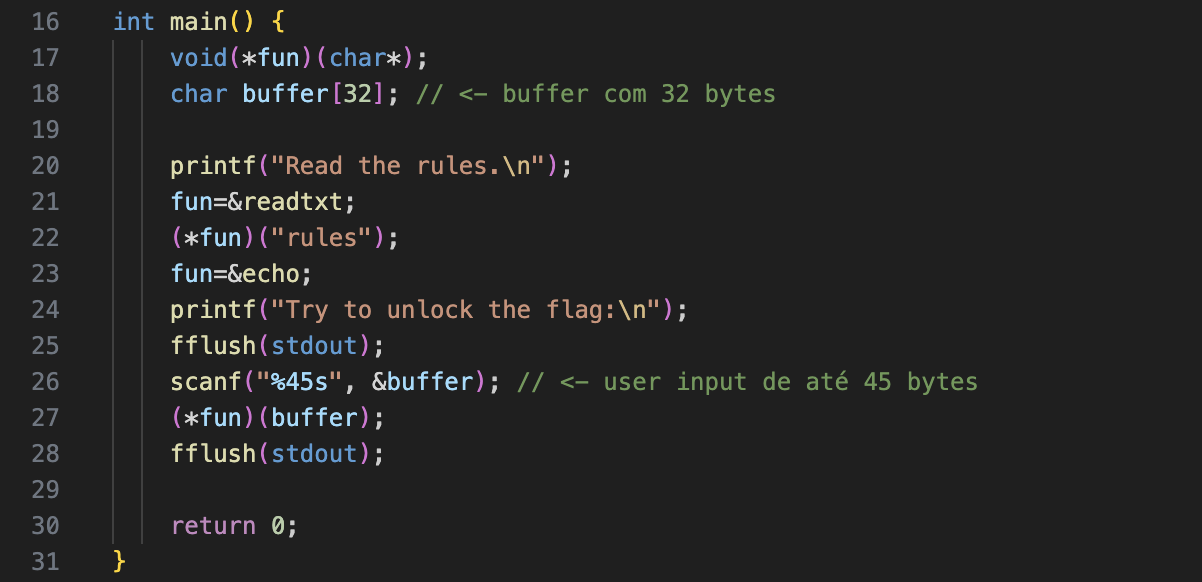 16 int main() {
17 void(*fun)(char*);
18 char buffer[32]; // <- buffer com 32 bytes
19
20 printf("Read the rules.\n");
21 fun=&readtxt;
22 (*fun)("rules");
23 fun=&echo;
24 printf("Try to unlock the flag:\n");
25 fflush(stdout);
26 scanf("%45s", &buffer); // <- user input de até 45 bytes
27 (*fun)(buffer);
28 fflush(stdout);
29
30 return 0;
31 }